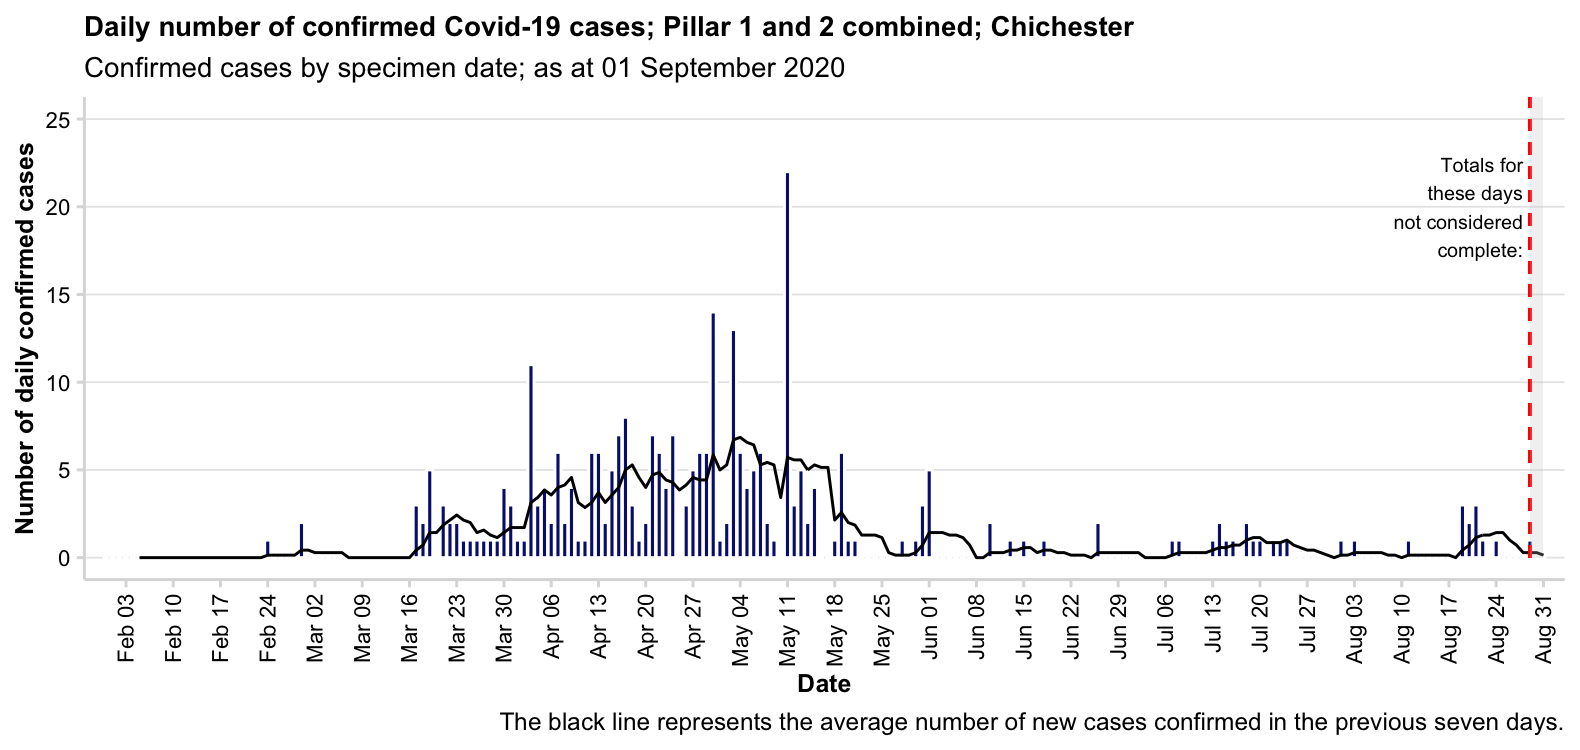 Daily number of confirmed Covid-19 cases; Pillar 1 and 2 combined; Chichester
Confirmed cases by specimen date; as at 01 September 2020
Number of daily confirmed cases
25
20
15
10
5
0
Totals for
these days
not considered
complete:
Feb 03
Feb 10
Feb 17
Feb 24
Mar 02
Mar 09
Mar 16
Mar 23
Mar 30
Apr 06
Apr 13
Apr 20
Apr 27
May 04
May 11
May 18
May 25
Jun 01
Jun 08
Jun 15
Jun 22
Jun 29
Jul 06
Jul 13
Jul 20
Jul 27
Aug 03
Aug 10
Aug 17
Aug 24
Aug 31
Date
The black line represents the average number of new cases confirmed in the previous seven days.